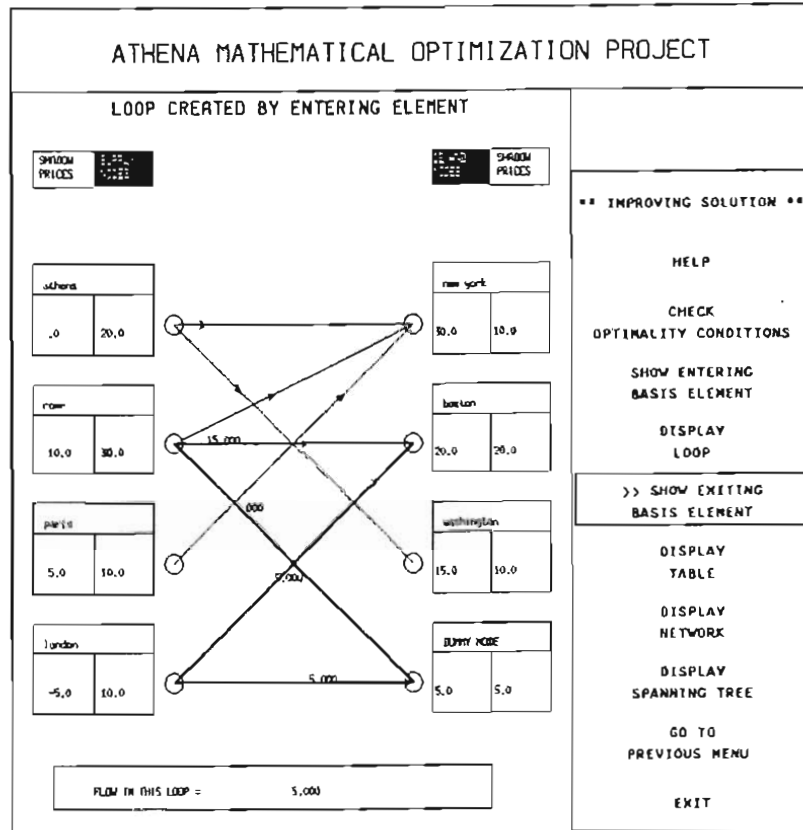 ATHENA MATHEMATICAL OPTIMIZATION PROJECT
LOOP CREATED BY ENTERING ELEMENT
SHADOW
PRICES
SHADOW
PRICES
athens
.0 20.0
rome
10.0 30.0
paris
5.0 10.0
london
-5.0 10.0
15,000
000
5,000
5,000
new york
30.0 10.0
boston
20.0 20.0
washington
15.0 10.0
DUMMY NODE
5.0 5.0
FLOW IN THIS LOOP = 5,000
** IMPROVING SOLUTION **
HELP
CHECK
OPTIMALITY CONDITIONS
SHOW ENTERING
BASIS ELEMENT
DISPLAY
LOOP
>> SHOW EXITING
BASIS ELEMENT
DISPLAY
TABLE
DISPLAY
NETWORK
DISPLAY
SPANNING TREE
GO TO
PREVIOUS MENU
EXIT